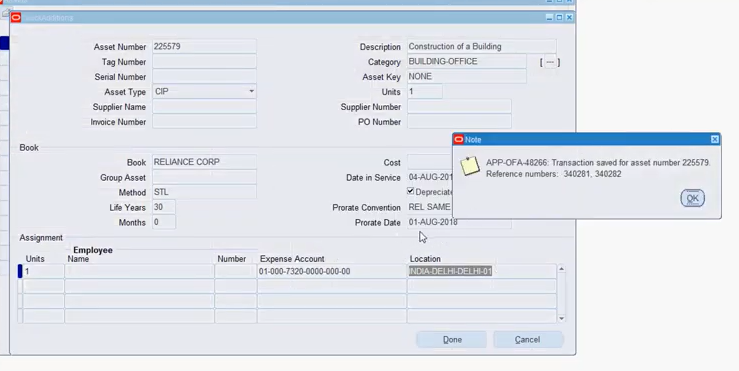 QuickAdditions
Asset Number 225579
Description Construction of a Building
Tag Number
Category BUILDING-OFFICE [ --- ]
Serial Number
Asset Key NONE
Asset Type CIP
Units 1
Supplier Name
Supplier Number
Invoice Number
PO Number
Note
APP-OFA-48266: Transaction saved for asset number 225579.
Reference numbers: 340281, 340282
OK
Book
Book RELIANCE CORP
Cost
Group Asset
Date in Service 04-AUG-201
Method STL
Depreciate
Life Years 30
Prorate Convention REL SAME
Months 0
Prorate Date 01-AUG-2018
Assignment
Employee
Units Name Number Expense Account Location
1 01-000-7320-0000-000-00 INDIA-DELHI-DELHI-01
Done Cancel